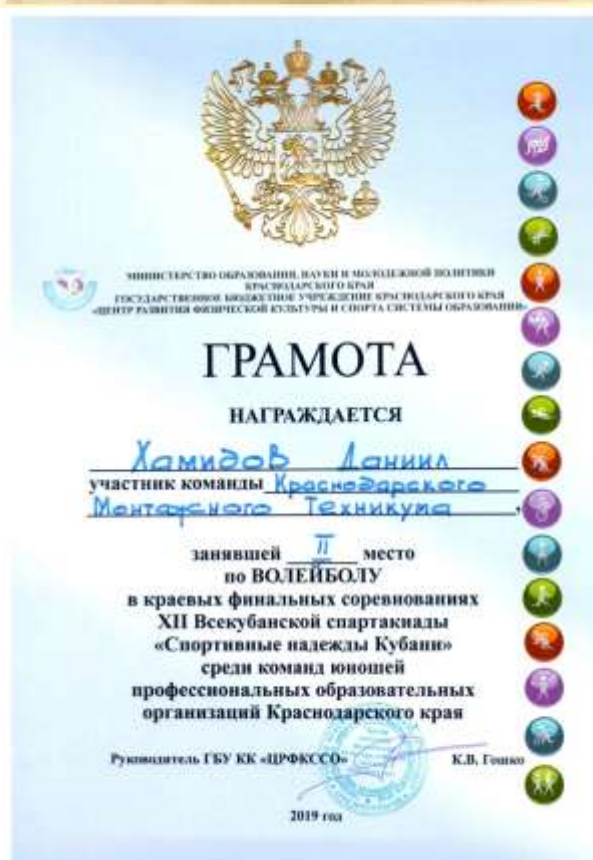 МИНИСТЕРСТВО ОБРАЗОВАНИЯ, НАУКИ И МОЛОДЕЖНОЙ ПОЛИТИКИ
КРАСНОДАРСКОГО КРАЯ
ГОСУДАРСТВЕННОЕ БЮДЖЕТНОЕ УЧРЕЖДЕНИЕ КРАСНОДАРСКОГО КРАЯ
«ЦЕНТР РАЗВИТИЯ ФИЗИЧЕСКОЙ КУЛЬТУРЫ И СПОРТА СИСТЕМЫ ОБРАЗОВАНИЯ»
ГРАМОТА
НАГРАЖДАЕТСЯ
Хамидов Даниил
участник команды Краснодарского
Монтажного Техникума,
занявшей II место
по ВОЛЕЙБОЛУ
в краевых финальных соревнованиях
XII Всекубанской спартакиады
«Спортивные надежды Кубани»
среди команд юношей
профессиональных образовательных
организаций Краснодарского края
Руководитель ГБУ КК «ЦРФКССО» К.В. Гошко
2019 год